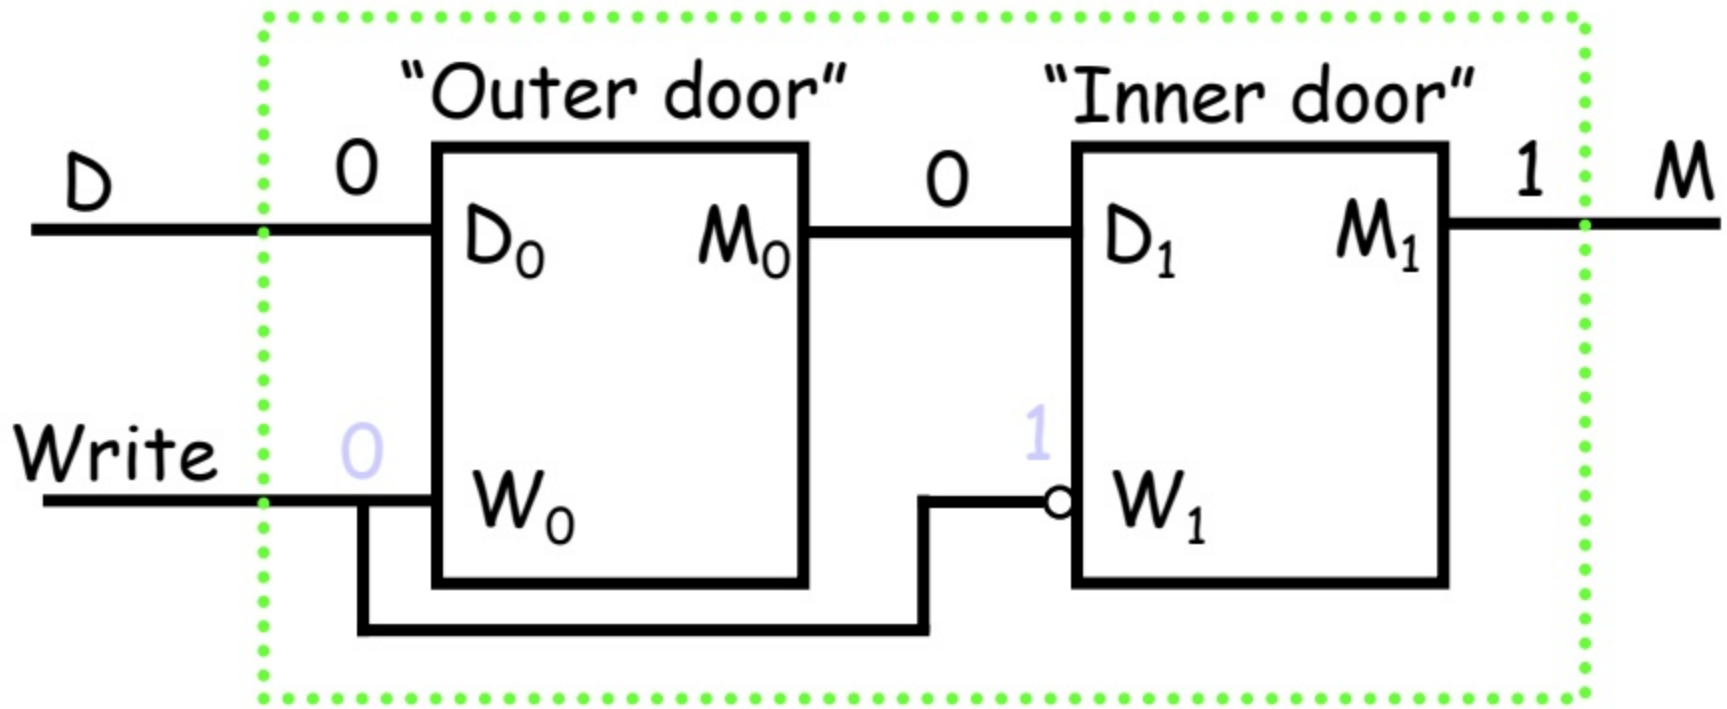 “Outer door” “Inner door”
D 0 0 1 M
D0 M0 D1 M1
Write 0 1
W0 W1